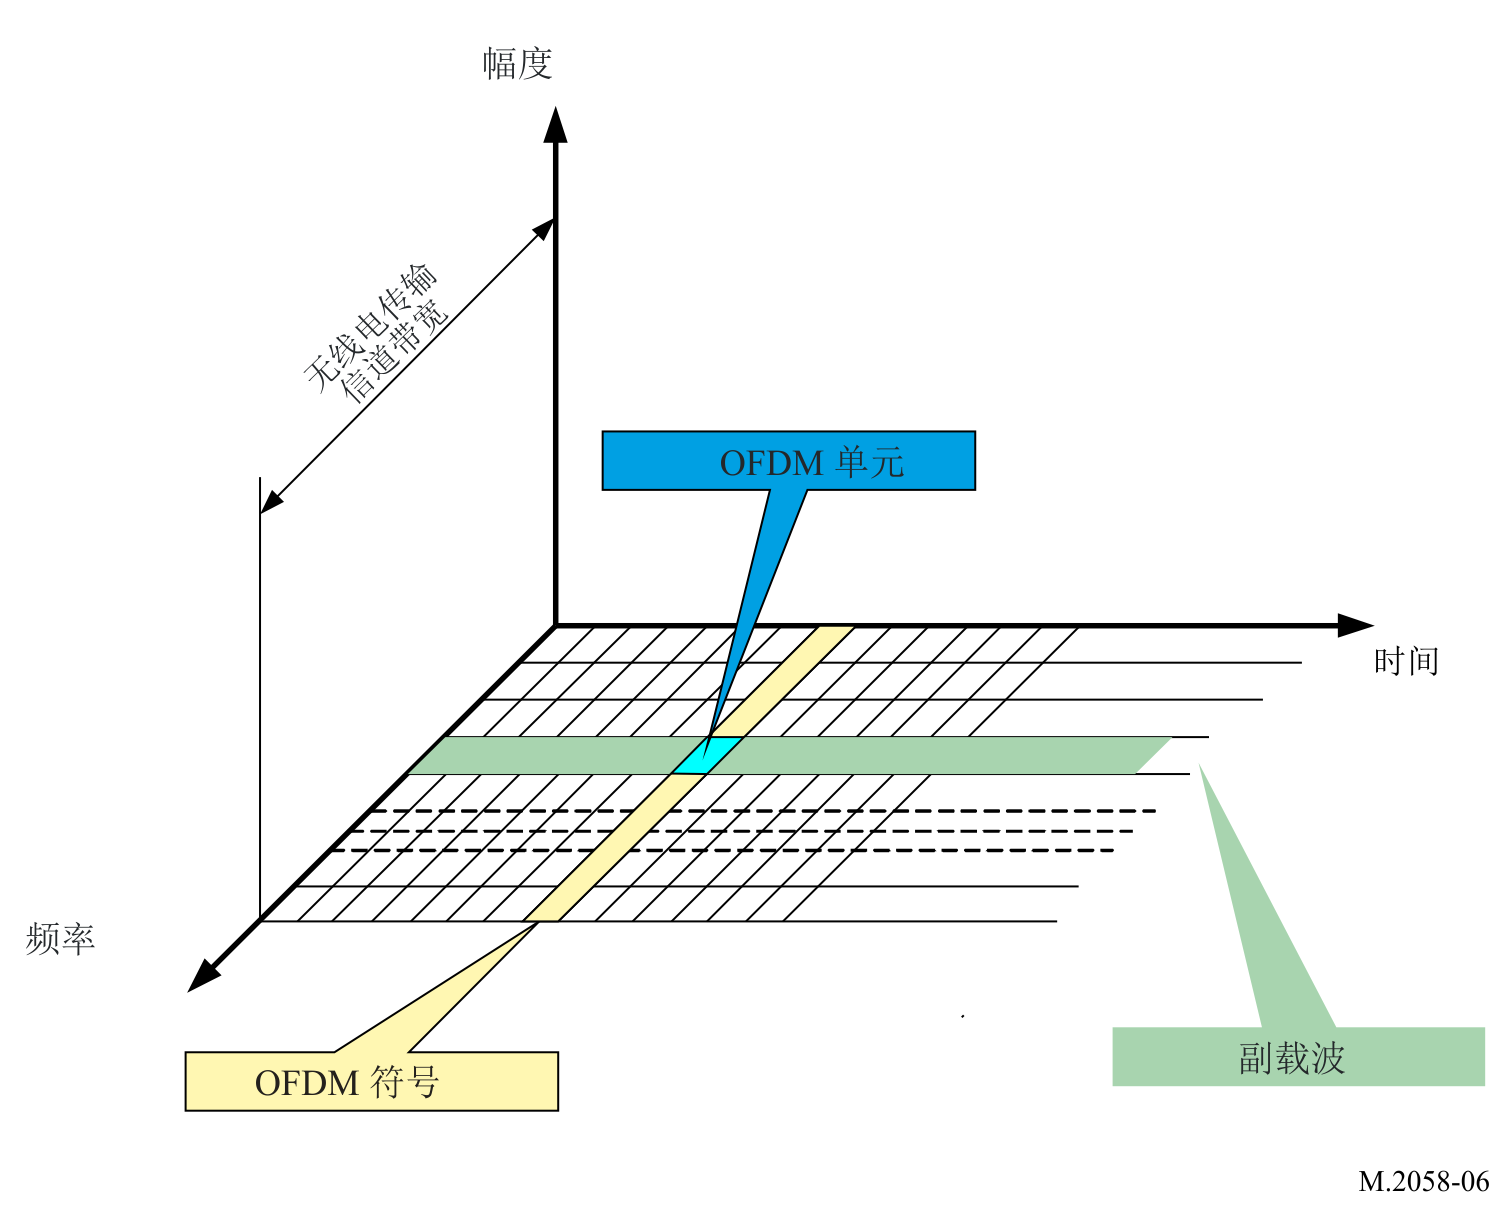 幅度
无线电传输
信道带宽
OFDM 单元
时间
频率
副载波
OFDM 符号
M.2058-06